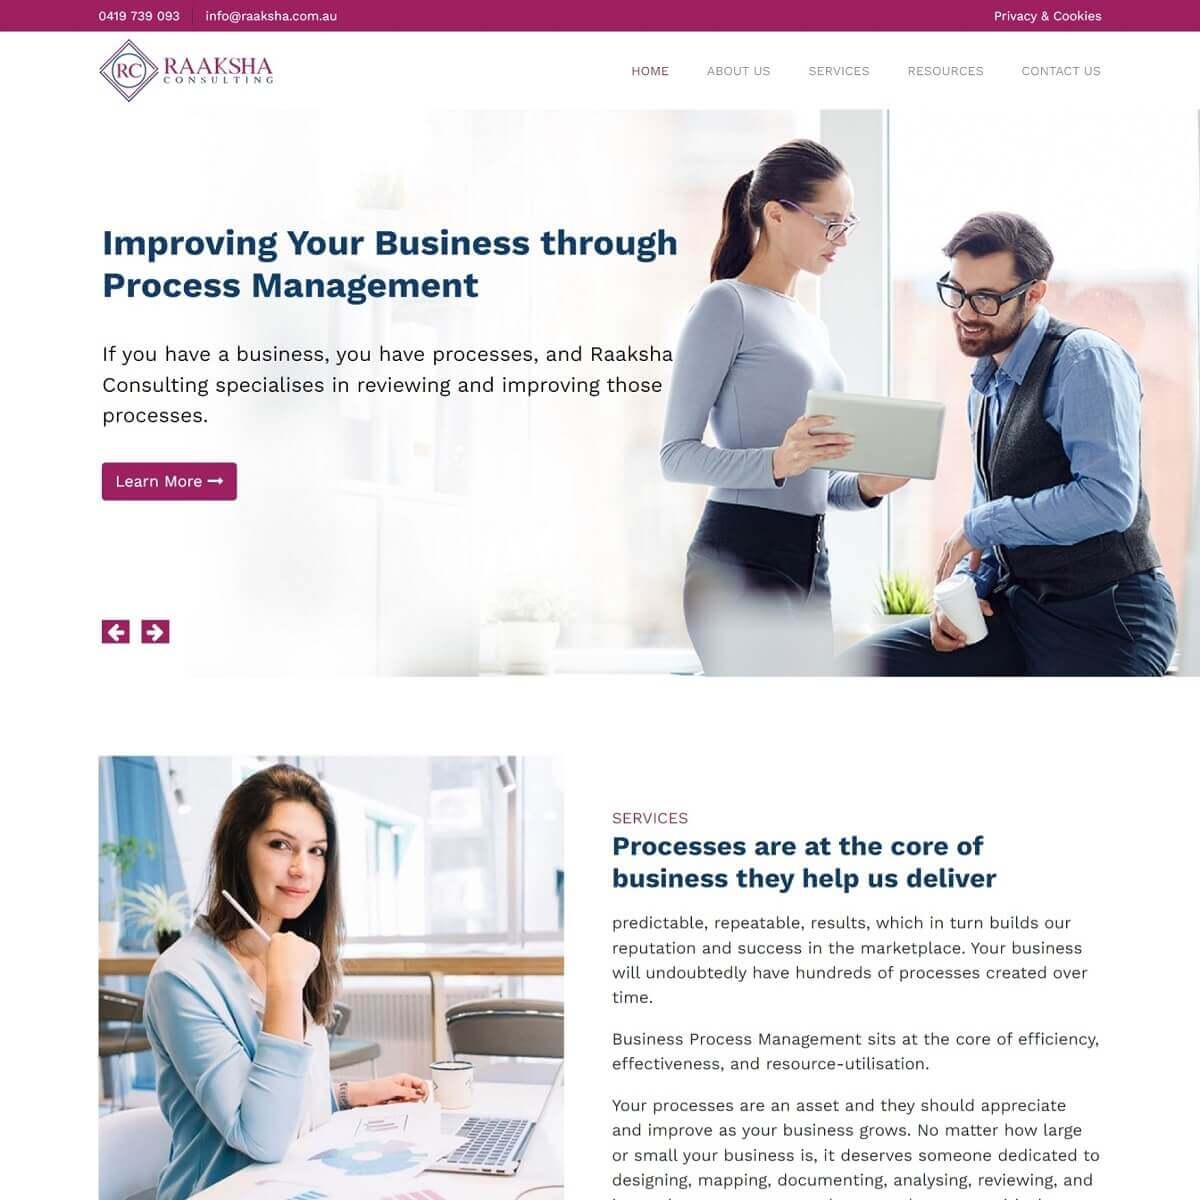 0419 739 093 info@raaksha.com.au Privacy & Cookies
RC RAAKSHA
CONSULTING
HOME ABOUT US SERVICES RESOURCES CONTACT US
Improving Your Business through
Process Management
If you have a business, you have processes, and Raaksha
Consulting specialises in reviewing and improving those
processes.
Learn More
SERVICES
Processes are at the core of
business they help us deliver
predictable, repeatable, results, which in turn builds our
reputation and success in the marketplace. Your business
will undoubtedly have hundreds of processes created over
time.
Business Process Management sits at the core of efficiency,
effectiveness, and resource-utilisation.
Your processes are an asset and they should appreciate
and improve as your business grows. No matter how large
or small your business is, it deserves someone dedicated to
designing, mapping, documenting, analysing, reviewing, and